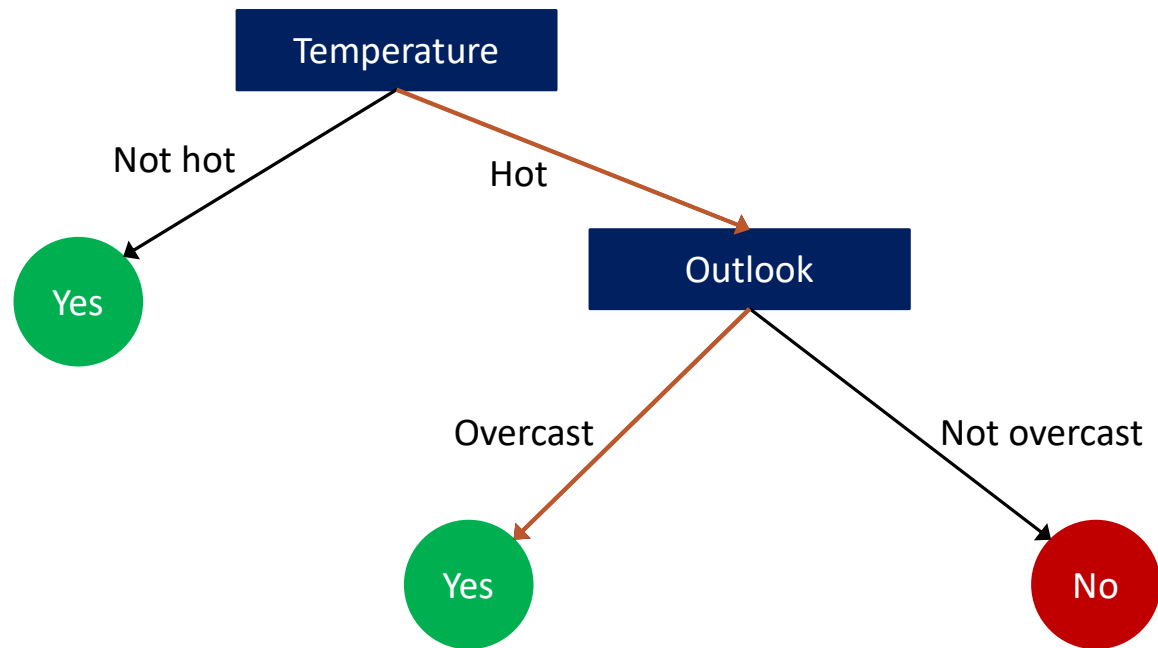 Temperature
Not hot
Hot
Outlook
Yes
Overcast
Not overcast
Yes
No